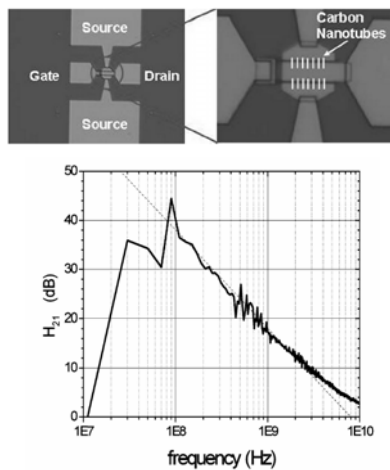 Source
Gate
Drain
Source
Carbon
Nanotubes
50
40
30
20
10
0
H21 (dB)
1E7
1E8
1E9
1E10
frequency (Hz)